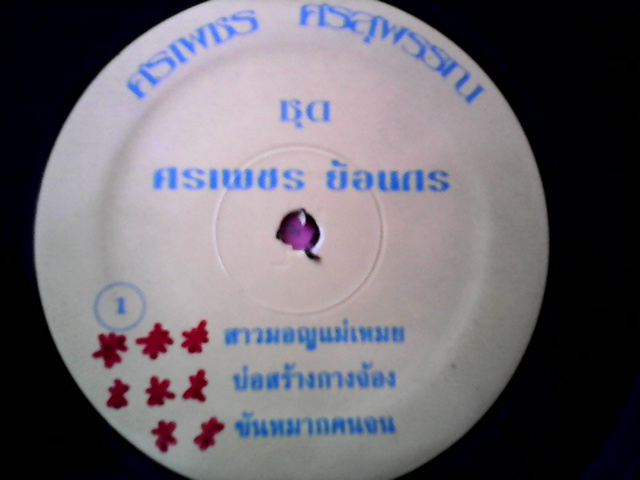 ศรเพชร ศรสุพรรณ
ชุด
ศรเพชร ย้อนศร
1
สาวมอญแม่เหมย
บ่อสร้างกางจ้อง
ขันหมากคนจน